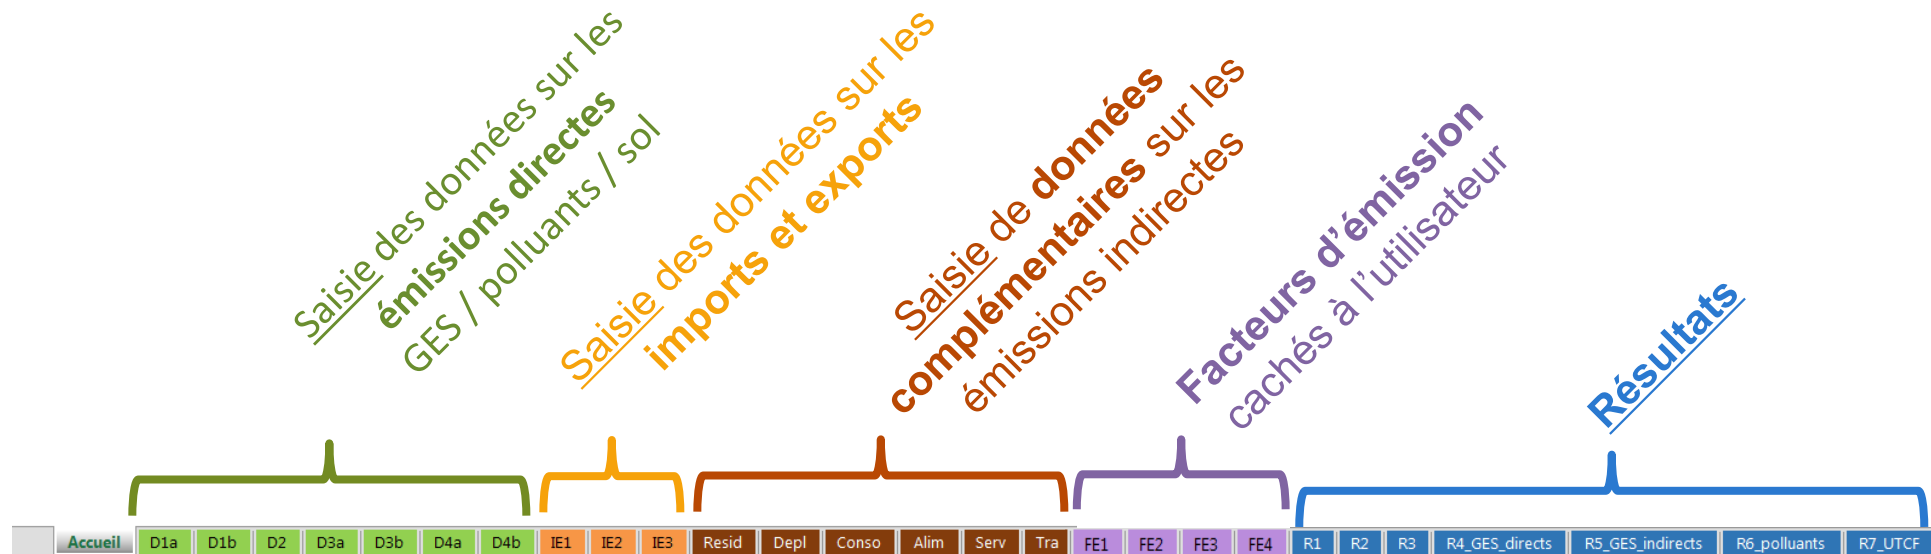 Saisie des données sur les
émissions directes
GES / polluants / sol
Saisie des données sur les
imports et exports
Saisie de données
complémentaires sur les
émissions indirectes
Facteurs d'émission
cachés à l'utilisateur
Résultats
Accueil D1a D1b D2 D3a D3b D4a D4b IE1 IE2 IE3 Resid Depl Conso Alim Serv Tra FE1 FE2 FE3 FE4 R1 R2 R3 R4_GES_directs R5_GES_indirects R6_polluants R7_UTCF